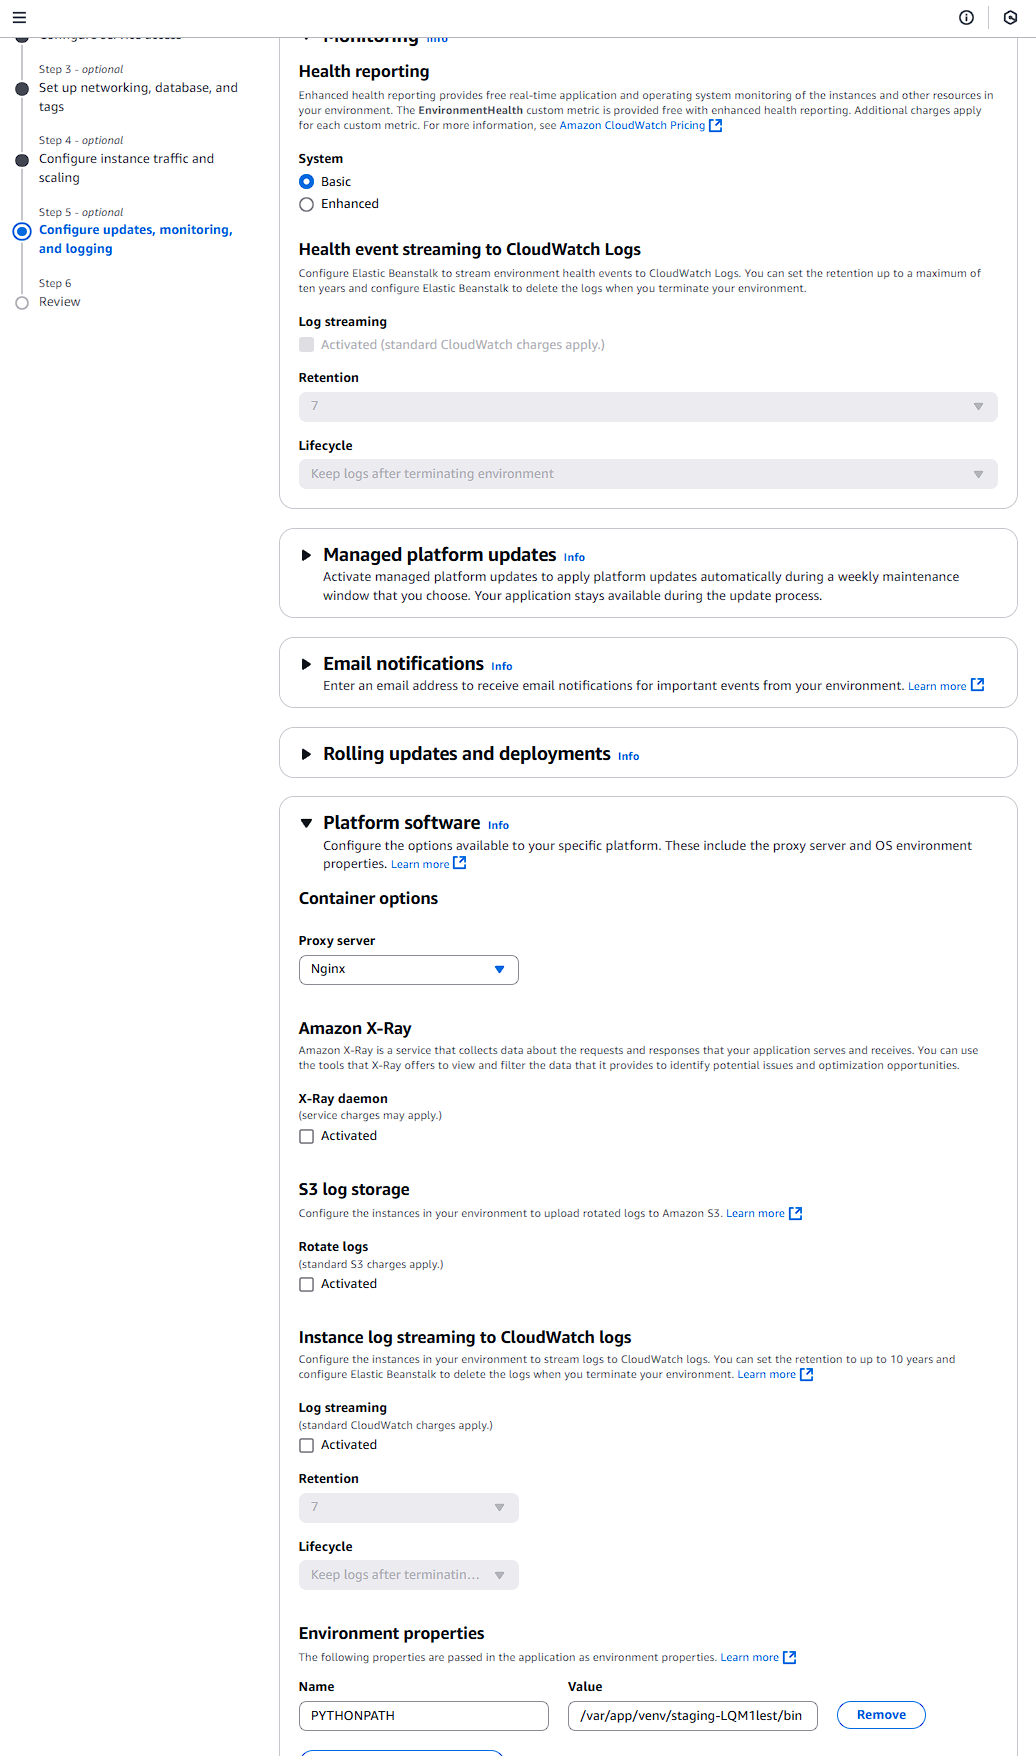 Configure service access
Step 3 - optional
Set up networking, database, and
tags
Step 4 - optional
Configure instance traffic and
scaling
Step 5 - optional
Configure updates, monitoring,
and logging
Step 6
Review
Monitoring Info
Health reporting
Enhanced health reporting provides free real-time application and operating system monitoring of the instances and other resources in
your environment. The EnvironmentHealth custom metric is provided free with enhanced health reporting. Additional charges apply
for each custom metric. For more information, see Amazon CloudWatch Pricing
System
Basic
Enhanced
Health event streaming to CloudWatch Logs
Configure Elastic Beanstalk to stream environment health events to CloudWatch Logs. You can set the retention up to a maximum of
ten years and configure Elastic Beanstalk to delete the logs when you terminate your environment.
Log streaming
Activated (standard CloudWatch charges apply.)
Retention
7
Lifecycle
Keep logs after terminating environment
Managed platform updates Info
Activate managed platform updates to apply platform updates automatically during a weekly maintenance
window that you choose. Your application stays available during the update process.
Email notifications Info
Enter an email address to receive email notifications for important events from your environment. Learn more
Rolling updates and deployments Info
Platform software Info
Configure the options available to your specific platform. These include the proxy server and OS environment
properties. Learn more
Container options
Proxy server
Nginx
Amazon X-Ray
Amazon X-Ray is a service that collects data about the requests and responses that your application serves and receives. You can use
the tools that X-Ray offers to view and filter the data that it provides to identify potential issues and optimization opportunities.
X-Ray daemon
(service charges may apply.)
Activated
S3 log storage
Configure the instances in your environment to upload rotated logs to Amazon S3. Learn more
Rotate logs
(standard S3 charges apply.)
Activated
Instance log streaming to CloudWatch logs
Configure the instances in your environment to stream logs to CloudWatch logs. You can set the retention to up to 10 years and
configure Elastic Beanstalk to delete the logs when you terminate your environment. Learn more
Log streaming
(standard CloudWatch charges apply.)
Activated
Retention
7
Lifecycle
Keep logs after terminatin...
Environment properties
The following properties are passed in the application as environment properties. Learn more
Name Value
PYTHONPATH /var/app/venv/staging-LQM1lest/bin Remove